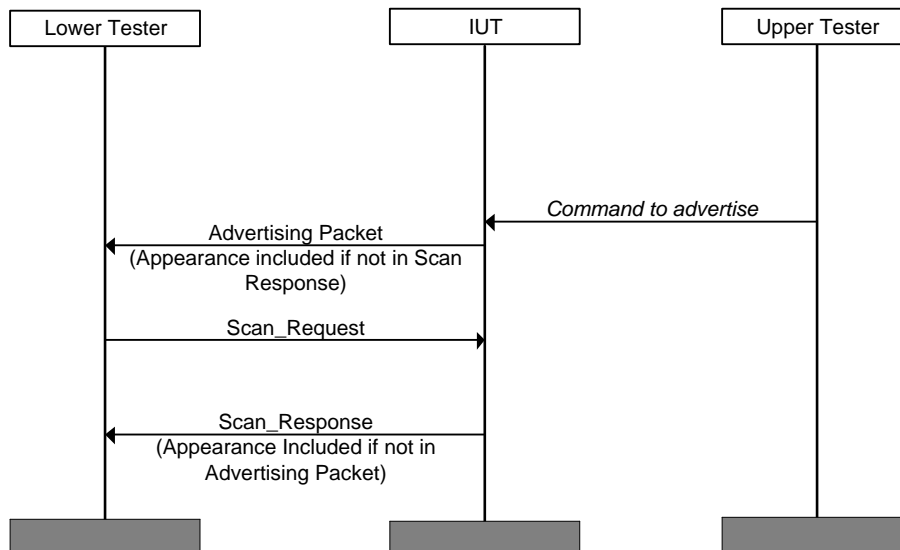 Lower Tester
IUT
Upper Tester
Command to advertise
Advertising Packet
(Appearance included if not in Scan
Response)
Scan_Request
Scan_Response
(Appearance Included if not in
Advertising Packet)